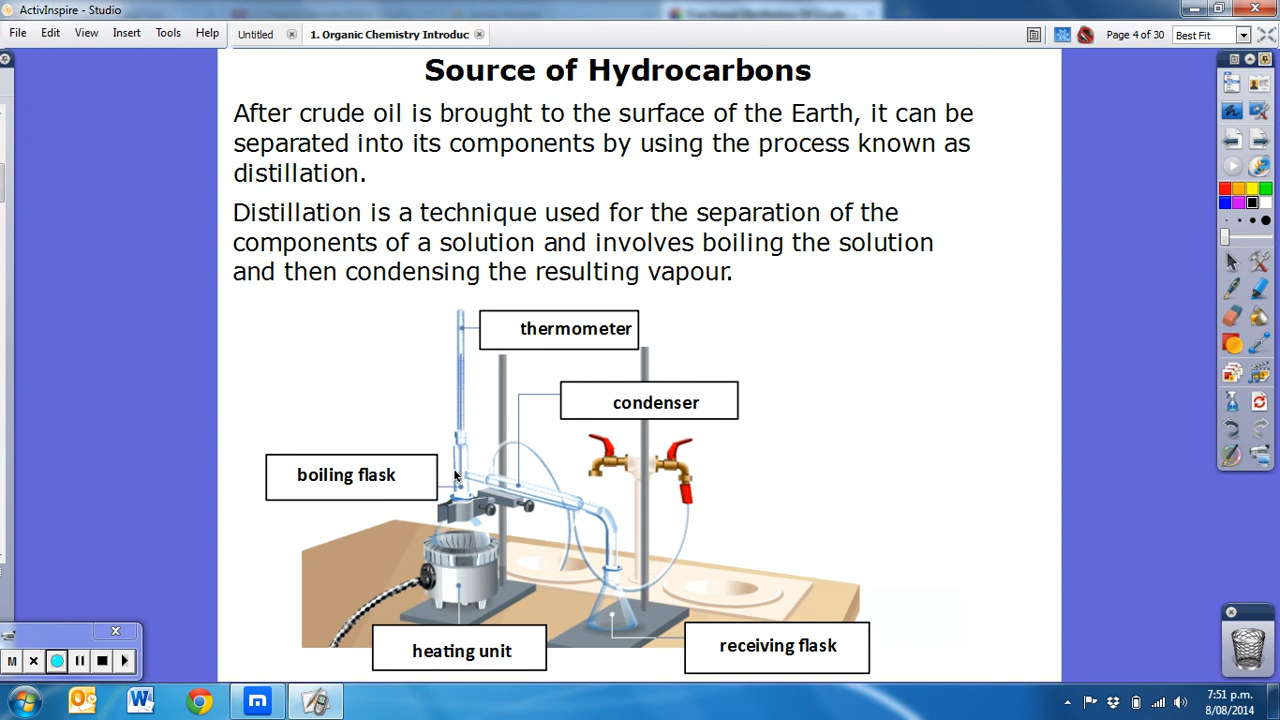 ActivInspire - Studio
File Edit View Insert Tools Help
Untitled
1. Organic Chemistry Introduc
Page 4 of 30
Best Fit
Source of Hydrocarbons
After crude oil is brought to the surface of the Earth, it can be
separated into its components by using the process known as
distillation.
Distillation is a technique used for the separation of the
components of a solution and involves boiling the solution
and then condensing the resulting vapour.
thermometer
condenser
boiling flask
heating unit
receiving flask
M
7:51 p.m.
8/08/2014